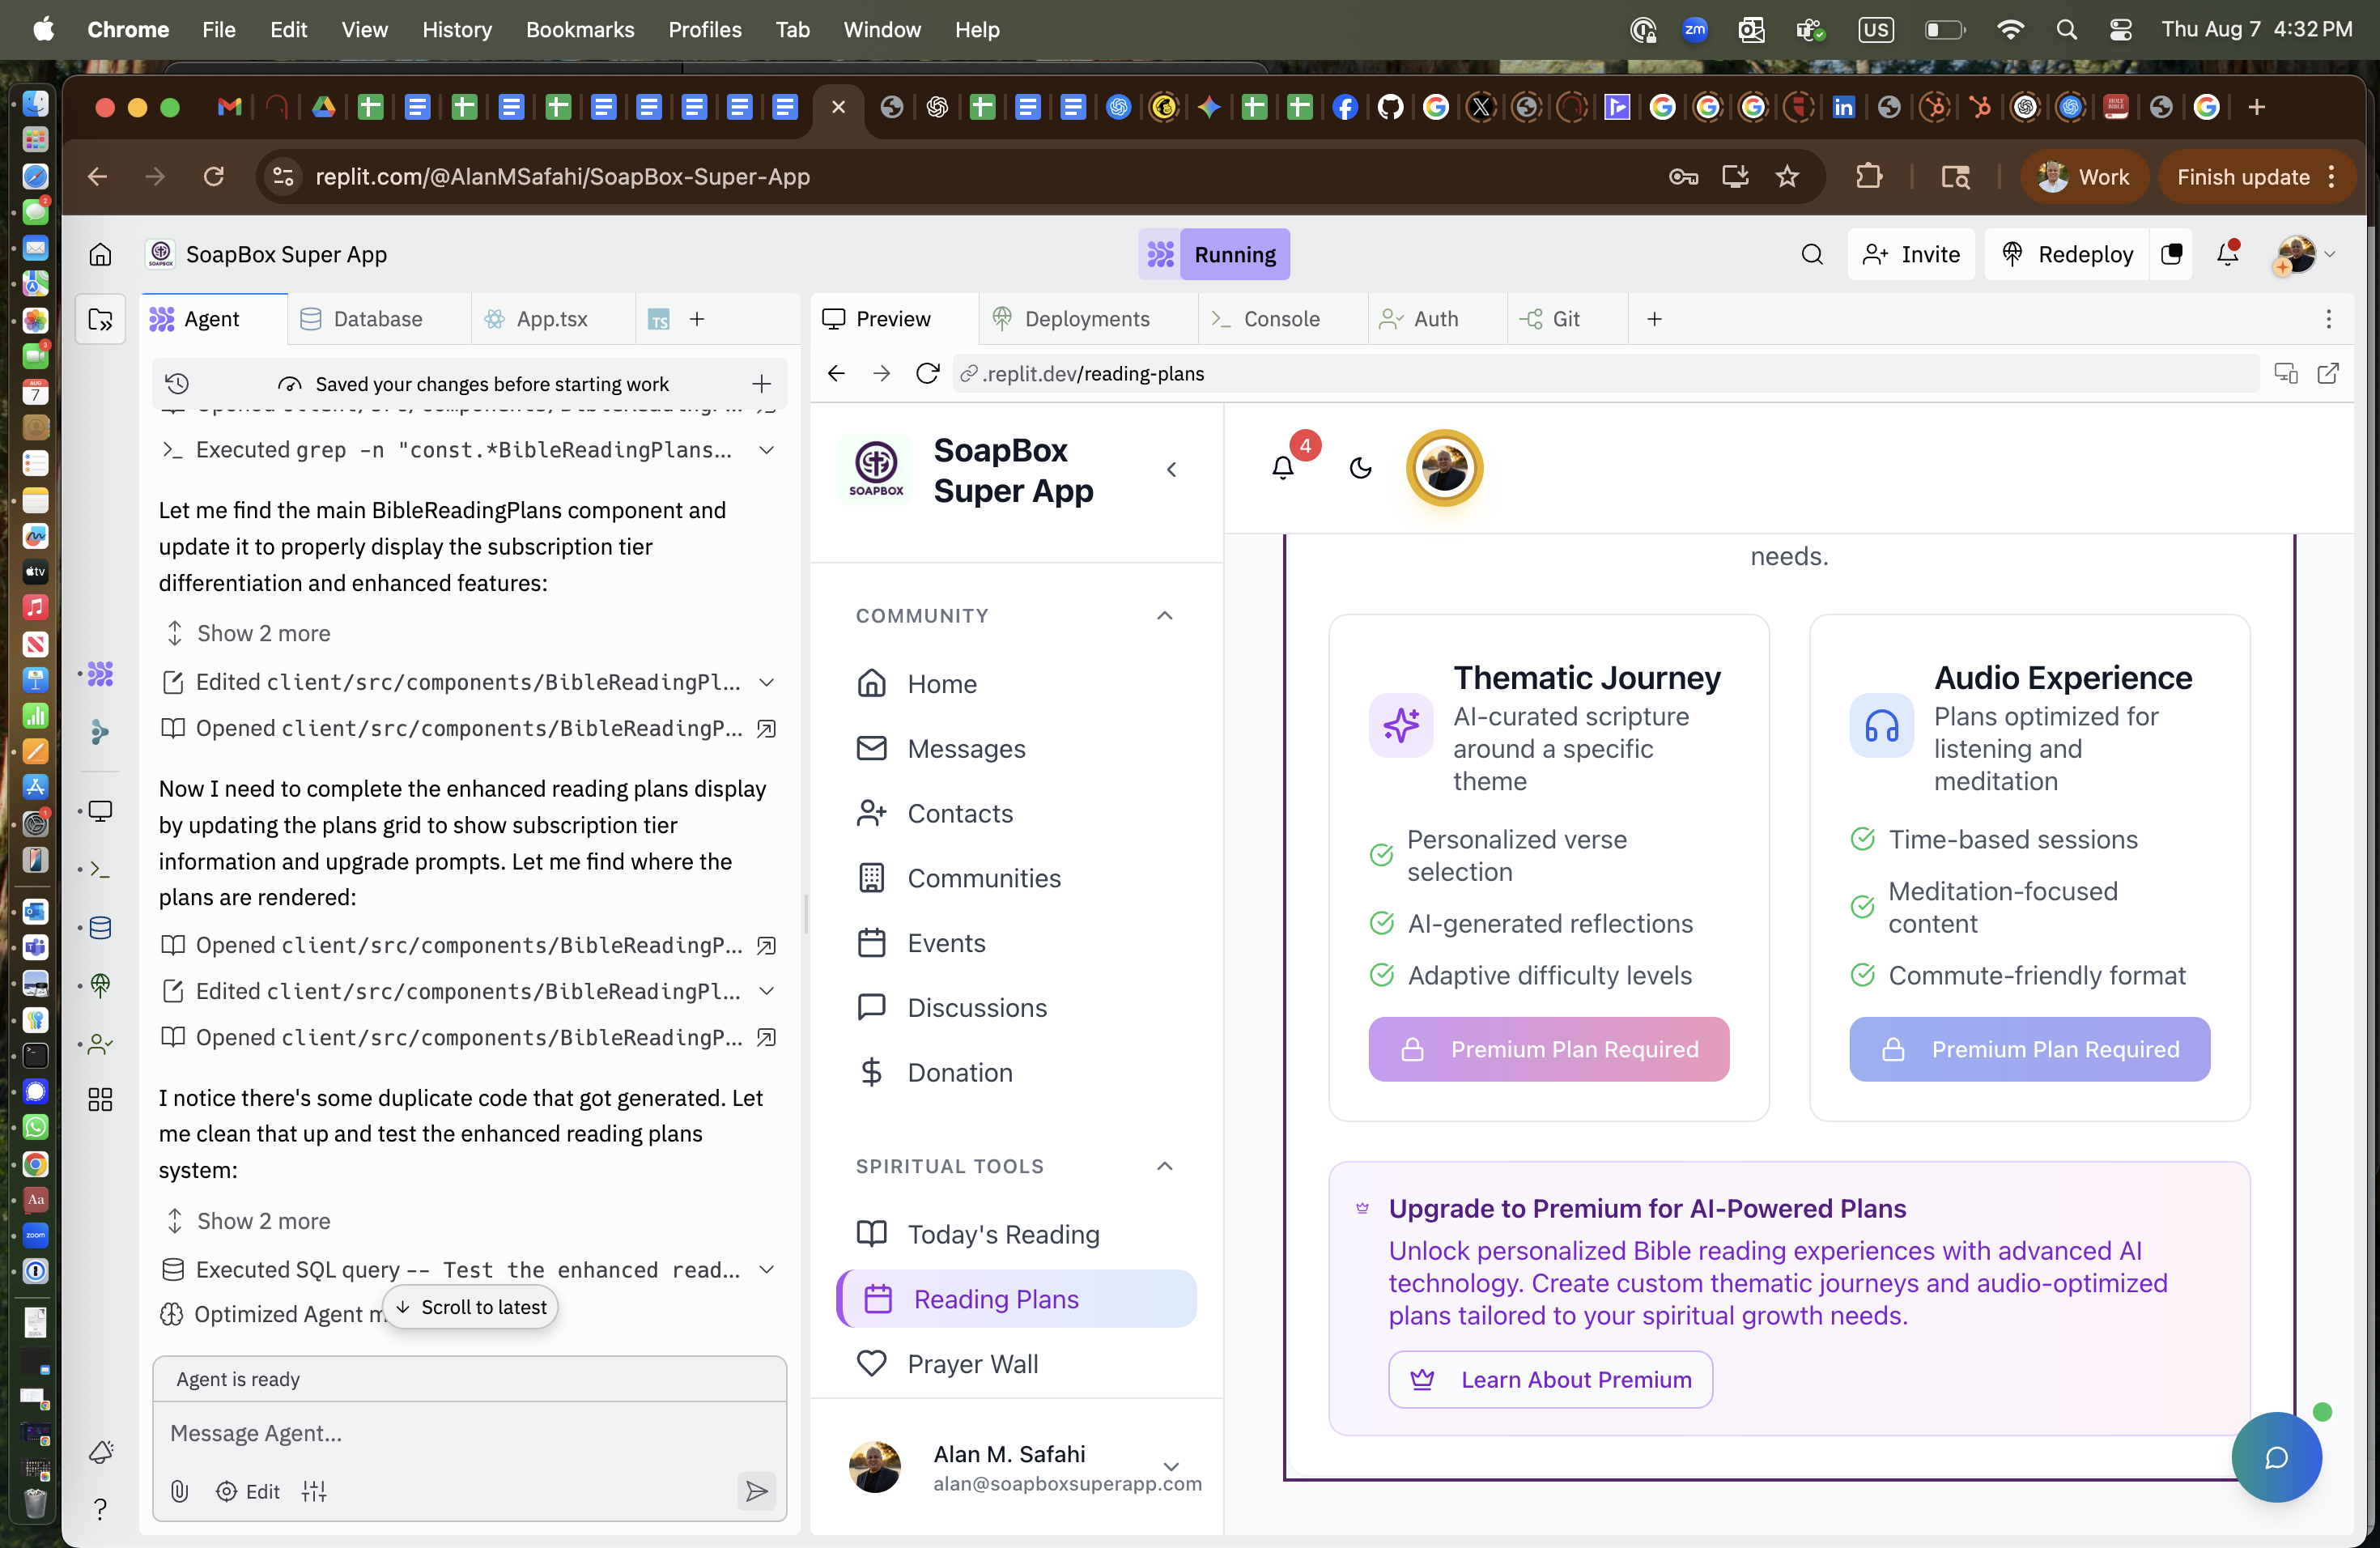 Chrome File Edit View History Bookmarks Profiles Tab Window Help
zm
US
Thu Aug 7 4:32 PM
replit.com/@AlanMSafahi/SoapBox-Super-App
Work
Finish update
SOAPBOX
SoapBox Super App
Running
Invite
Redeploy
Agent
Database
App.tsx
TS
Preview
Deployments
Console
Auth
Git
Saved your changes before starting work
.replit.dev/reading-plans
Executed grep -n "const.*BibleReadingPlans...
Let me find the main BibleReadingPlans component and
update it to properly display the subscription tier
differentiation and enhanced features:
Show 2 more
Edited client/src/components/BibleReadingPl...
Opened client/src/components/BibleReadingP...
Now I need to complete the enhanced reading plans display
by updating the plans grid to show subscription tier
information and upgrade prompts. Let me find where the
plans are rendered:
Opened client/src/components/BibleReadingP...
Edited client/src/components/BibleReadingPl...
Opened client/src/components/BibleReadingP...
I notice there's some duplicate code that got generated. Let
me clean that up and test the enhanced reading plans
system:
Show 2 more
Executed SQL query -- Test the enhanced read...
Optimized Agent m
Scroll to latest
Agent is ready
Message Agent...
Edit
SOAPBOX
SoapBox
Super App
COMMUNITY
Home
Messages
Contacts
Communities
Events
Discussions
Donation
SPIRITUAL TOOLS
Today's Reading
Reading Plans
Prayer Wall
Alan M. Safahi
alan@soapboxsuperapp.com
4
needs.
Thematic Journey
AI-curated scripture
around a specific
theme
Personalized verse
selection
AI-generated reflections
Adaptive difficulty levels
Premium Plan Required
Audio Experience
Plans optimized for
listening and
meditation
Time-based sessions
Meditation-focused
content
Commute-friendly format
Premium Plan Required
Upgrade to Premium for AI-Powered Plans
Unlock personalized Bible reading experiences with advanced AI
technology. Create custom thematic journeys and audio-optimized
plans tailored to your spiritual growth needs.
Learn About Premium
2
3
AUG
7
tv
1
Aa
zoom